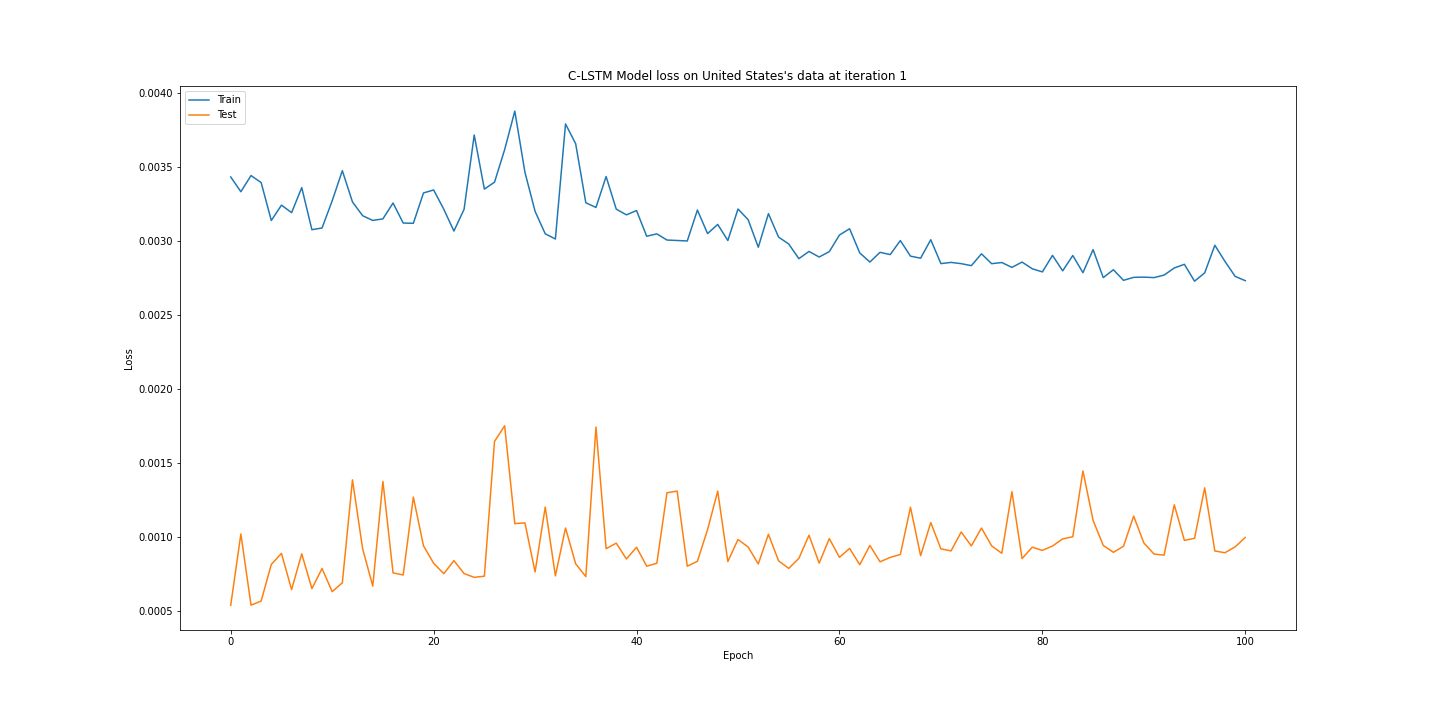 C-LSTM Model loss on United States's data at iteration 1
Train
Test
0.0040
0.0035
0.0030
0.0025
0.0020
0.0015
0.0010
0.0005
Loss
0 20 40 60 80 100
Epoch